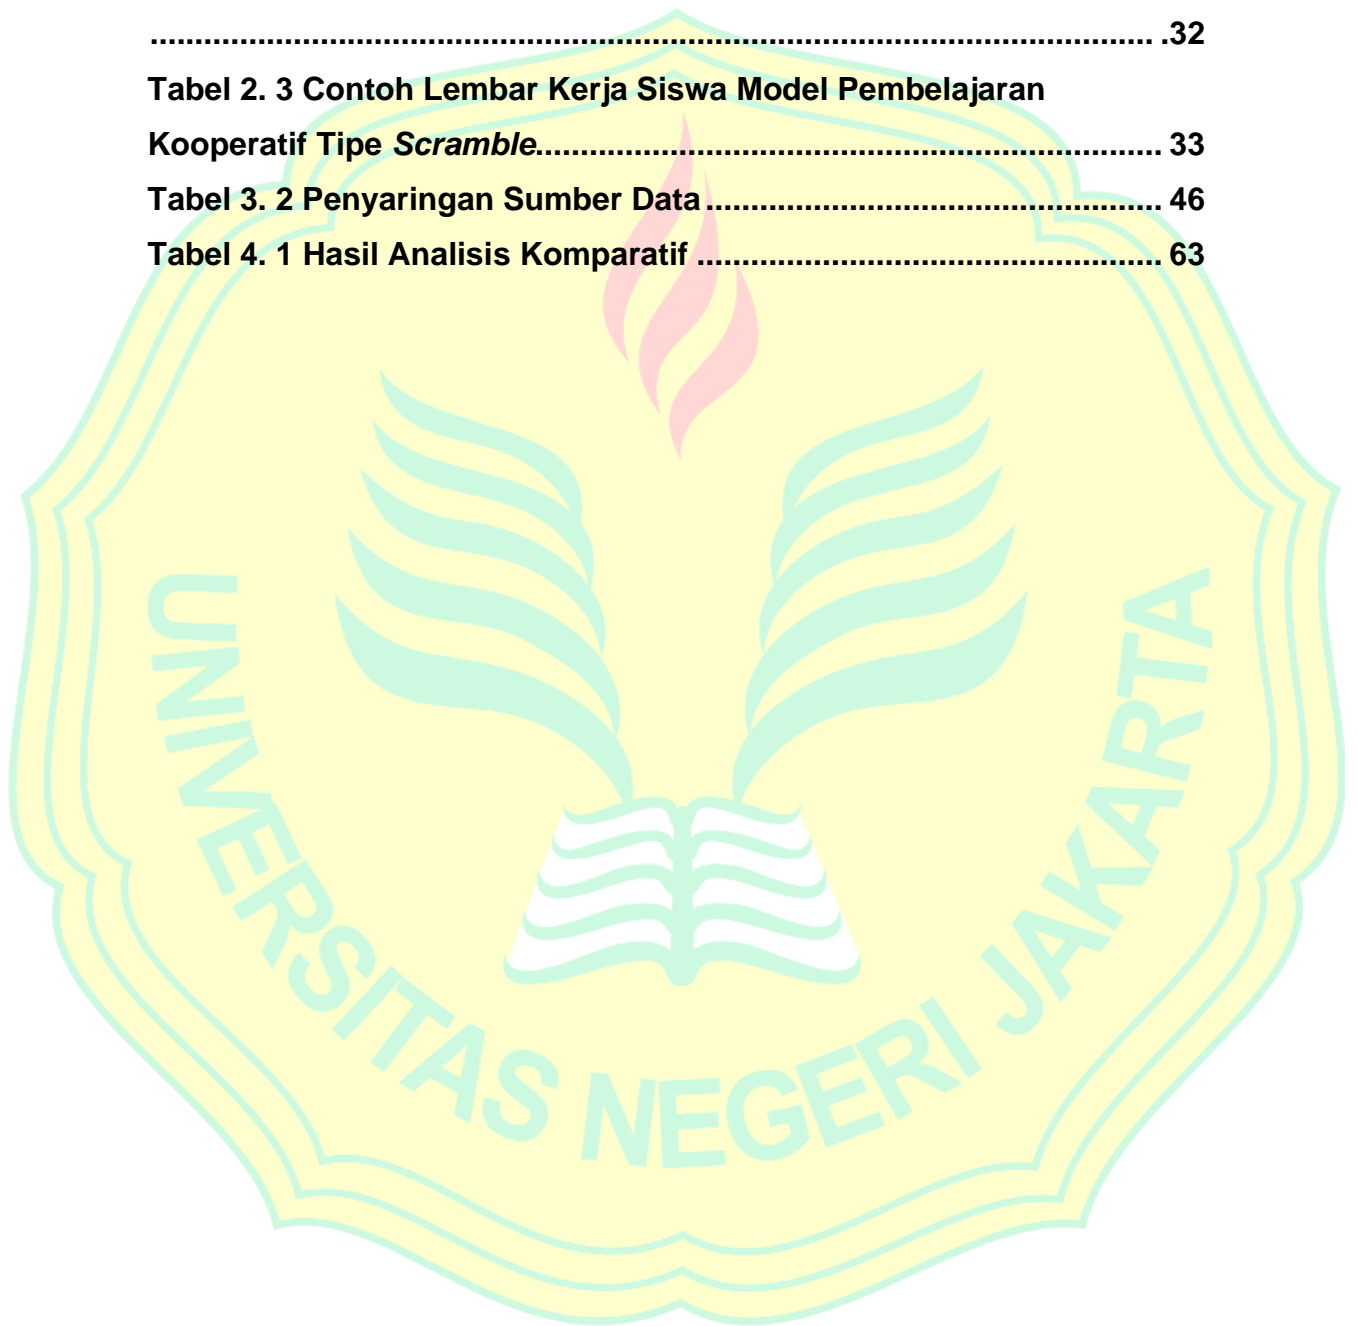 ................................................................................................................ .32
Tabel 2. 3 Contoh Lembar Kerja Siswa Model Pembelajaran
Kooperatif Tipe Scramble...................................................................... 33
Tabel 3. 2 Penyaringan Sumber Data................................................... 46
Tabel 4. 1 Hasil Analisis Komparatif .................................................... 63
UNIVERSITAS NEGERI JAKARTA